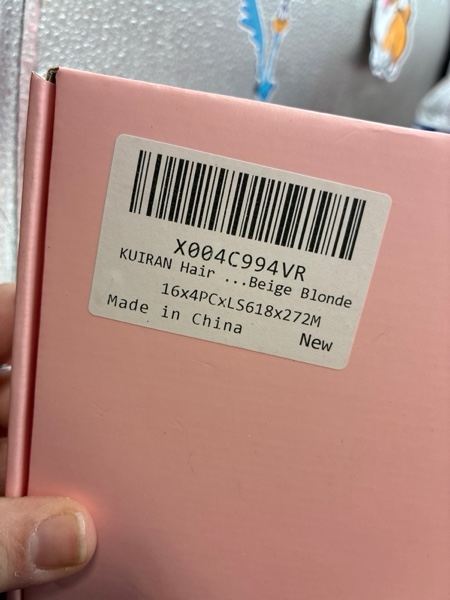 X004C994VR
KUIRAN Hair ...Beige Blonde
16x4PCxLS618x272M
Made in China
New